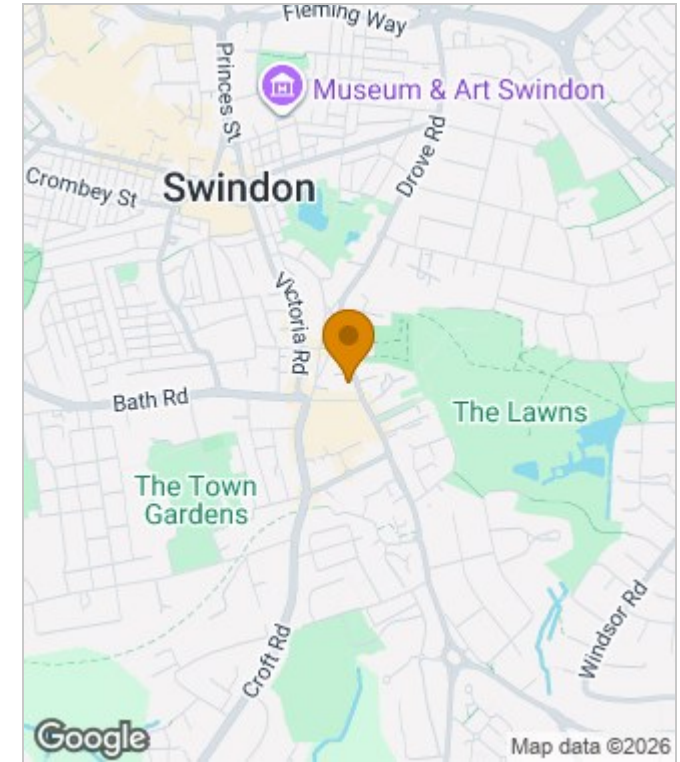 Fleming Way
Princes St
Museum & Art Swindon
Drove Rd
Crombey St
Swindon
Victoria Rd
Bath Rd
The Lawns
The Town
Gardens
Croft Rd
Windsor Rd
Google
Map data ©2026